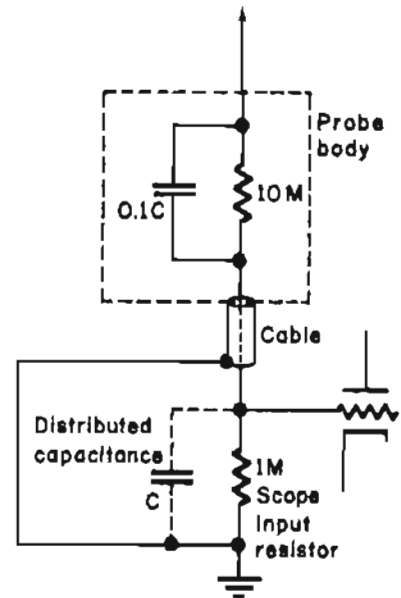 Probe
body
0.1C
10M
Cable
Distributed
capacitance
C
1M
Scope
Input
resistor